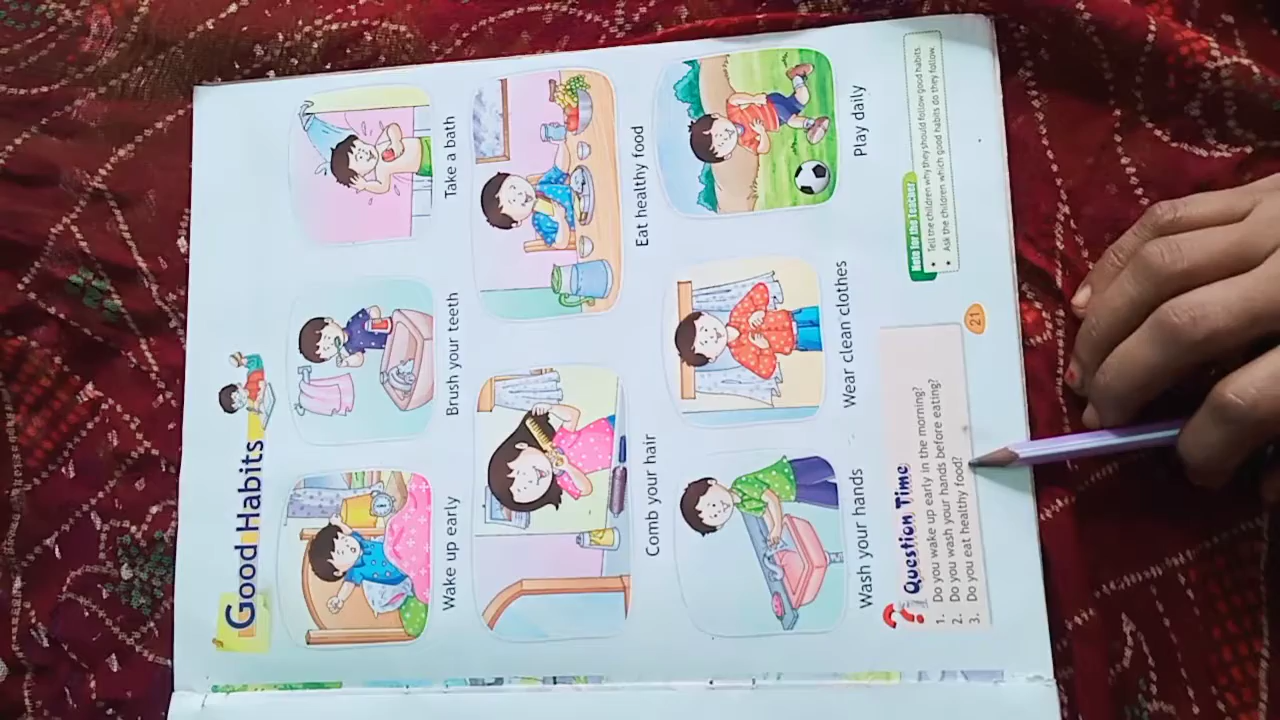 Good Habits
Wake up early
Brush your teeth
Take a bath
Comb your hair
Eat healthy food
Wash your hands
Wear clean clothes
Play daily
? Question Time
1. Do you wake up early in the morning?
2. Do you wash your hands before eating?
3. Do you eat healthy food?
Note for the Teacher
• Tell the children why they should follow good habits.
• Ask the children which good habits do they follow.
21